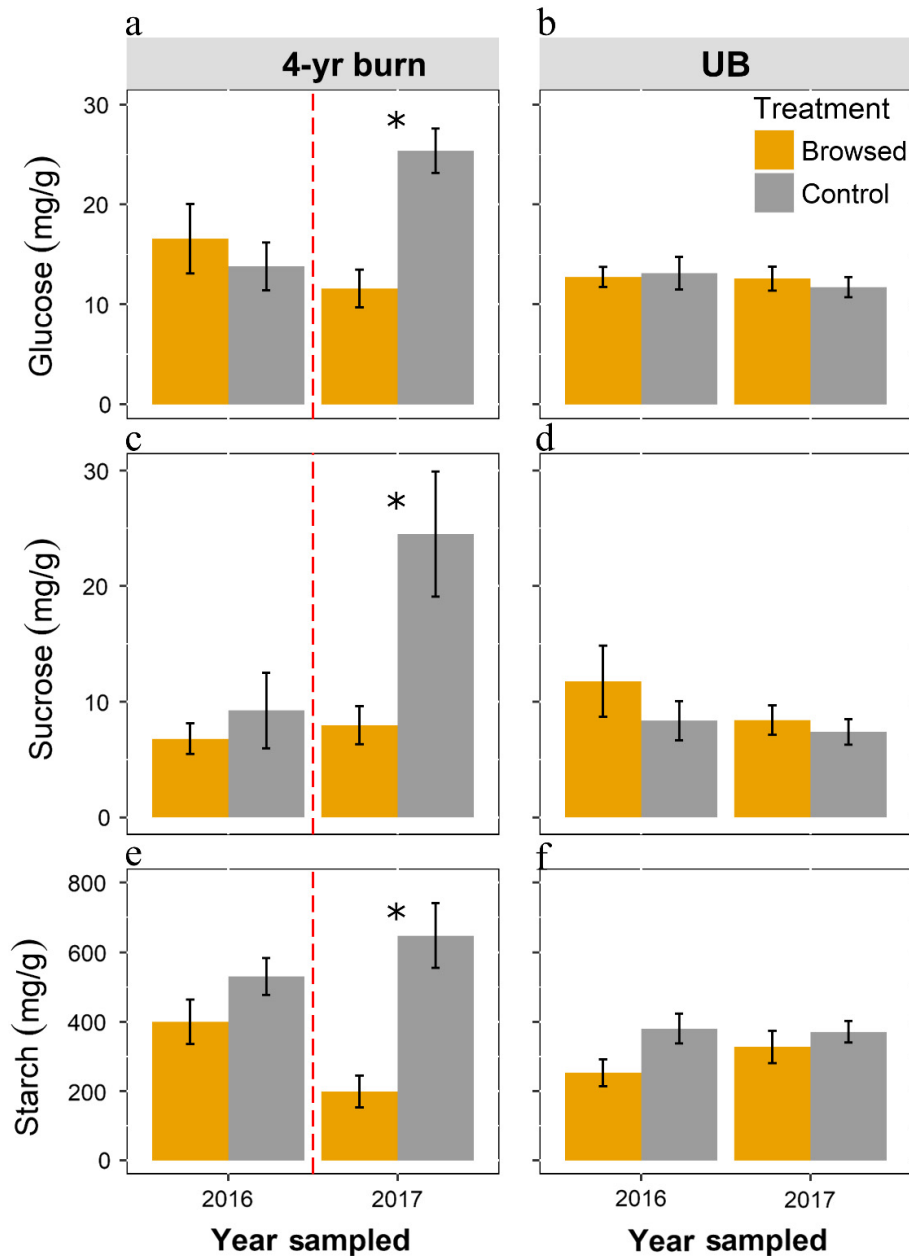 a
b
4-yr burn
UB
30
20
10
0
Glucose (mg/g)
*
Treatment
Browsed
Control
c
d
30
20
10
0
Sucrose (mg/g)
*
e
f
800
600
400
200
0
Starch (mg/g)
*
2016
2017
2016
2017
Year sampled
Year sampled